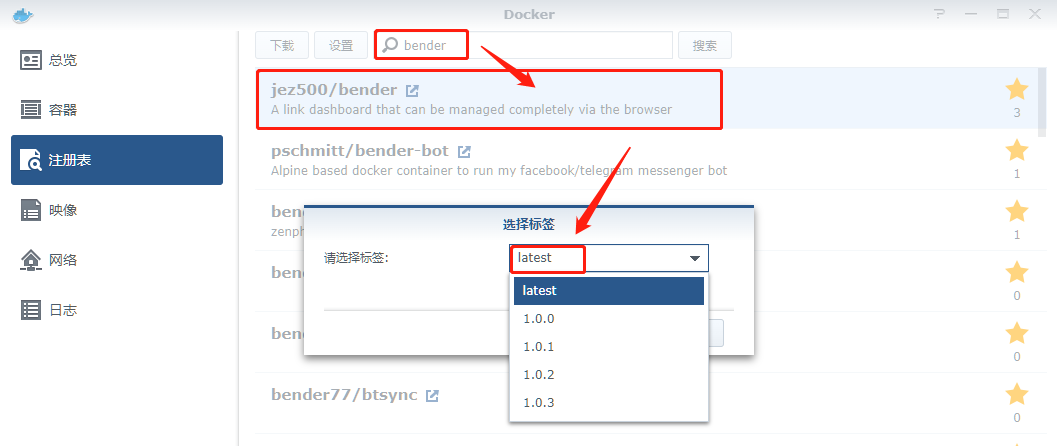 Docker
总览
容器
注册表
映像
网络
日志
下载
设置
bender
搜索
jez500/bender
A link dashboard that can be managed completely via the browser
3
pschmitt/bender-bot
Alpine based docker container to run my facebook/telegram messenger bot
1
1
0
0
bender77/btsync
0
选择标签
请选择标签:
latest
latest
1.0.0
1.0.1
1.0.2
1.0.3